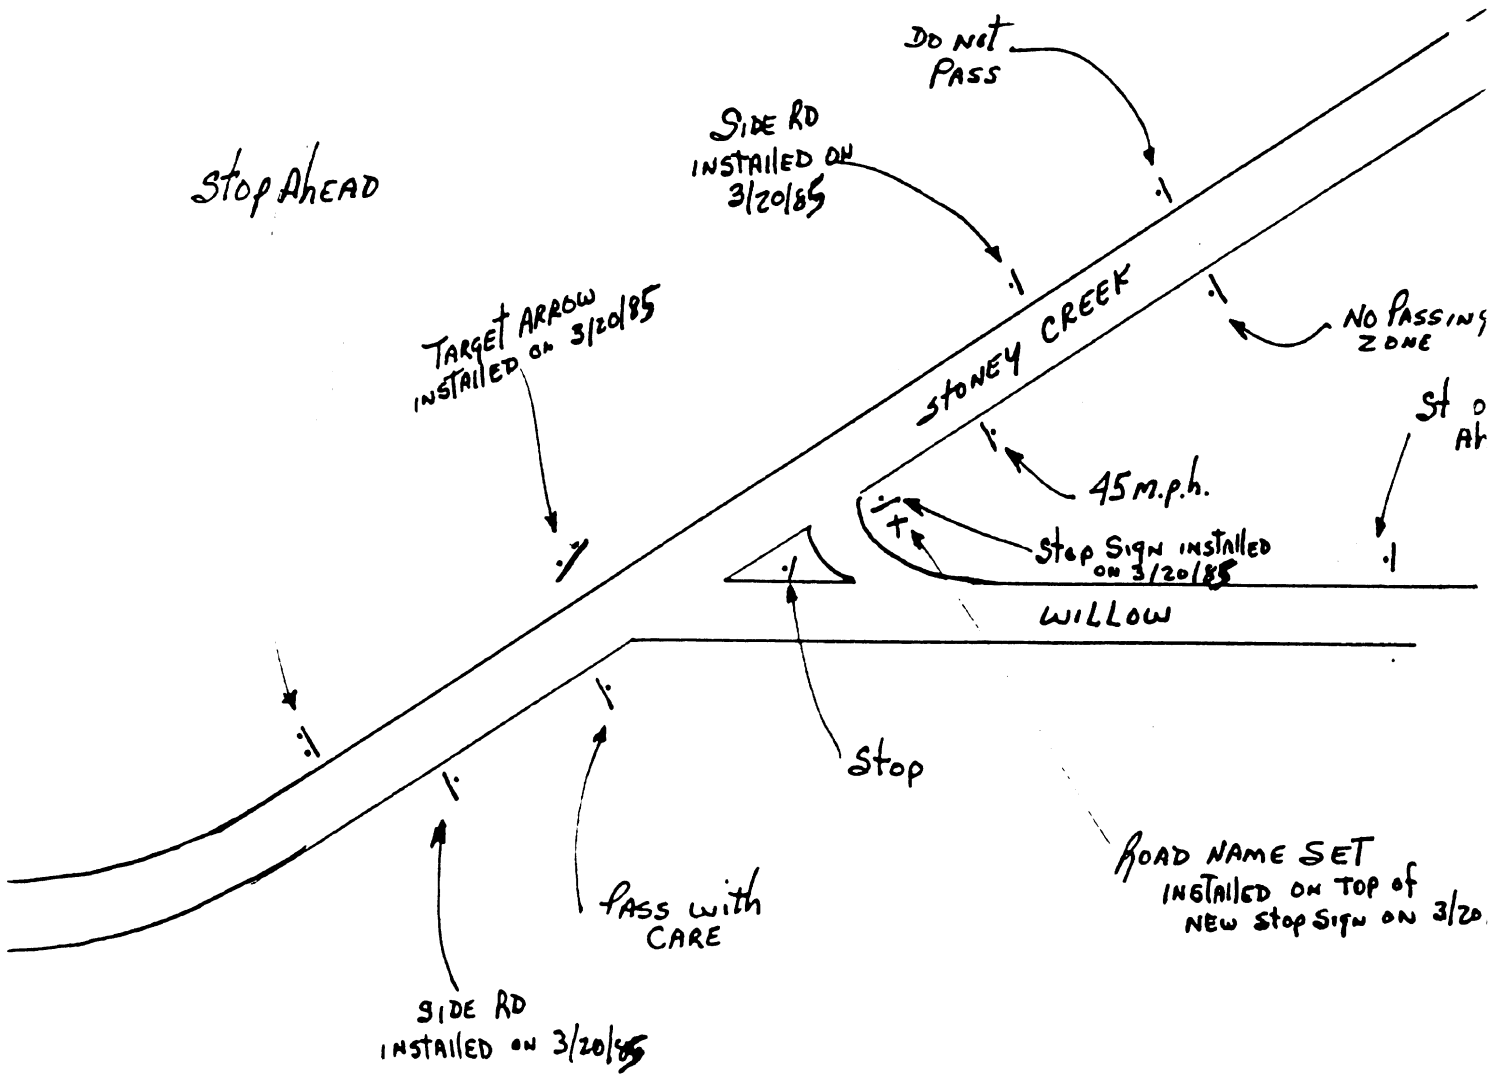 Do Not
PASS
SIDE RD
INSTALLED ON
3/20/85
Stop AHEAD
TARGET ARROW
INSTALLED ON 3/20/85
STONEY CREEK
NO PASSING
ZONE
St o
Ah
45 m.p.h.
Stop Sign INSTALLED
ON 3/20/85
WILLOW
Stop
ROAD NAME SET
INSTALLED ON TOP of
NEW Stop Sign ON 3/20
PASS with
CARE
SIDE RD
INSTALLED ON 3/20/85